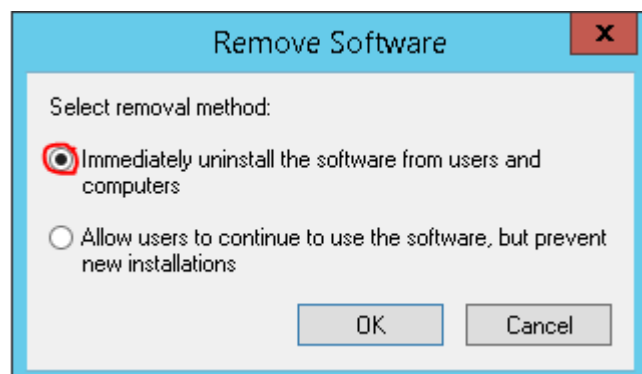 Remove Software
x
Select removal method:
Immediately uninstall the software from users and
computers
Allow users to continue to use the software, but prevent
new installations
OK
Cancel